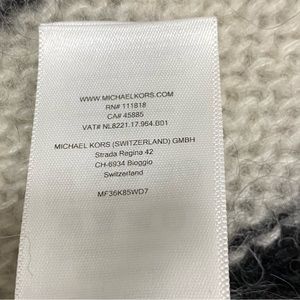 WWW.MICHAELKORS.COM
RN# 111818
CA# 45885
VAT# NL8221.17.964.B01
MICHAEL KORS (SWITZERLAND) GMBH
Strada Regina 42
CH-6934 Bioggio
Switzerland
MF36K85WD7